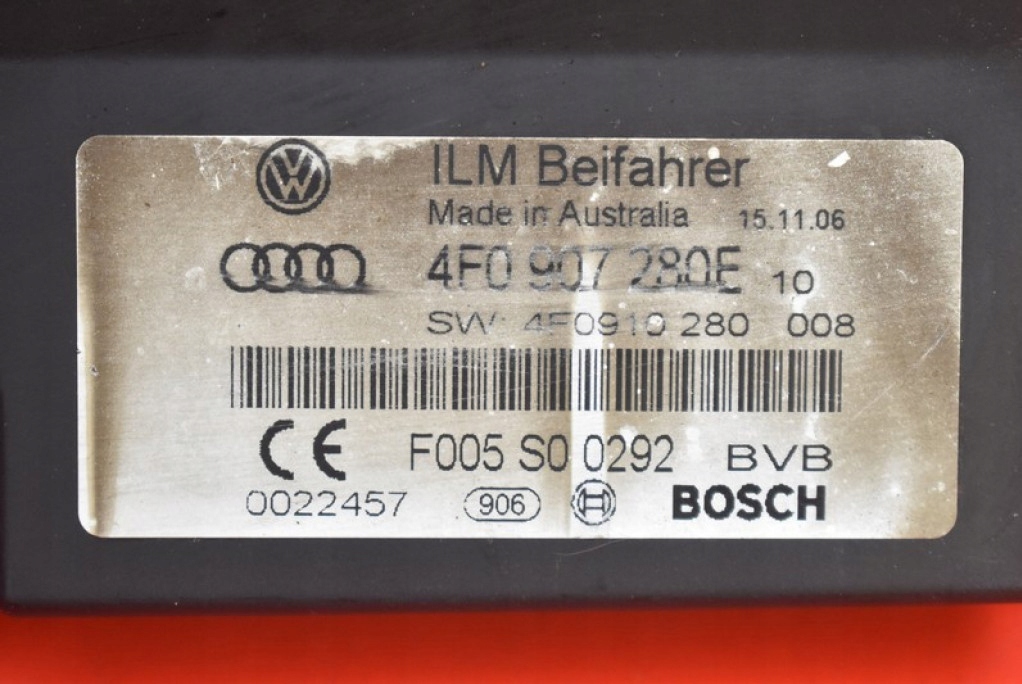 ILM Beifahrer
Made in Australia 15.11.06
4F0 907 280E 10
SW: 4F0910 280 008
CE F005 S0 0292 BVB
0022457 906 BOSCH